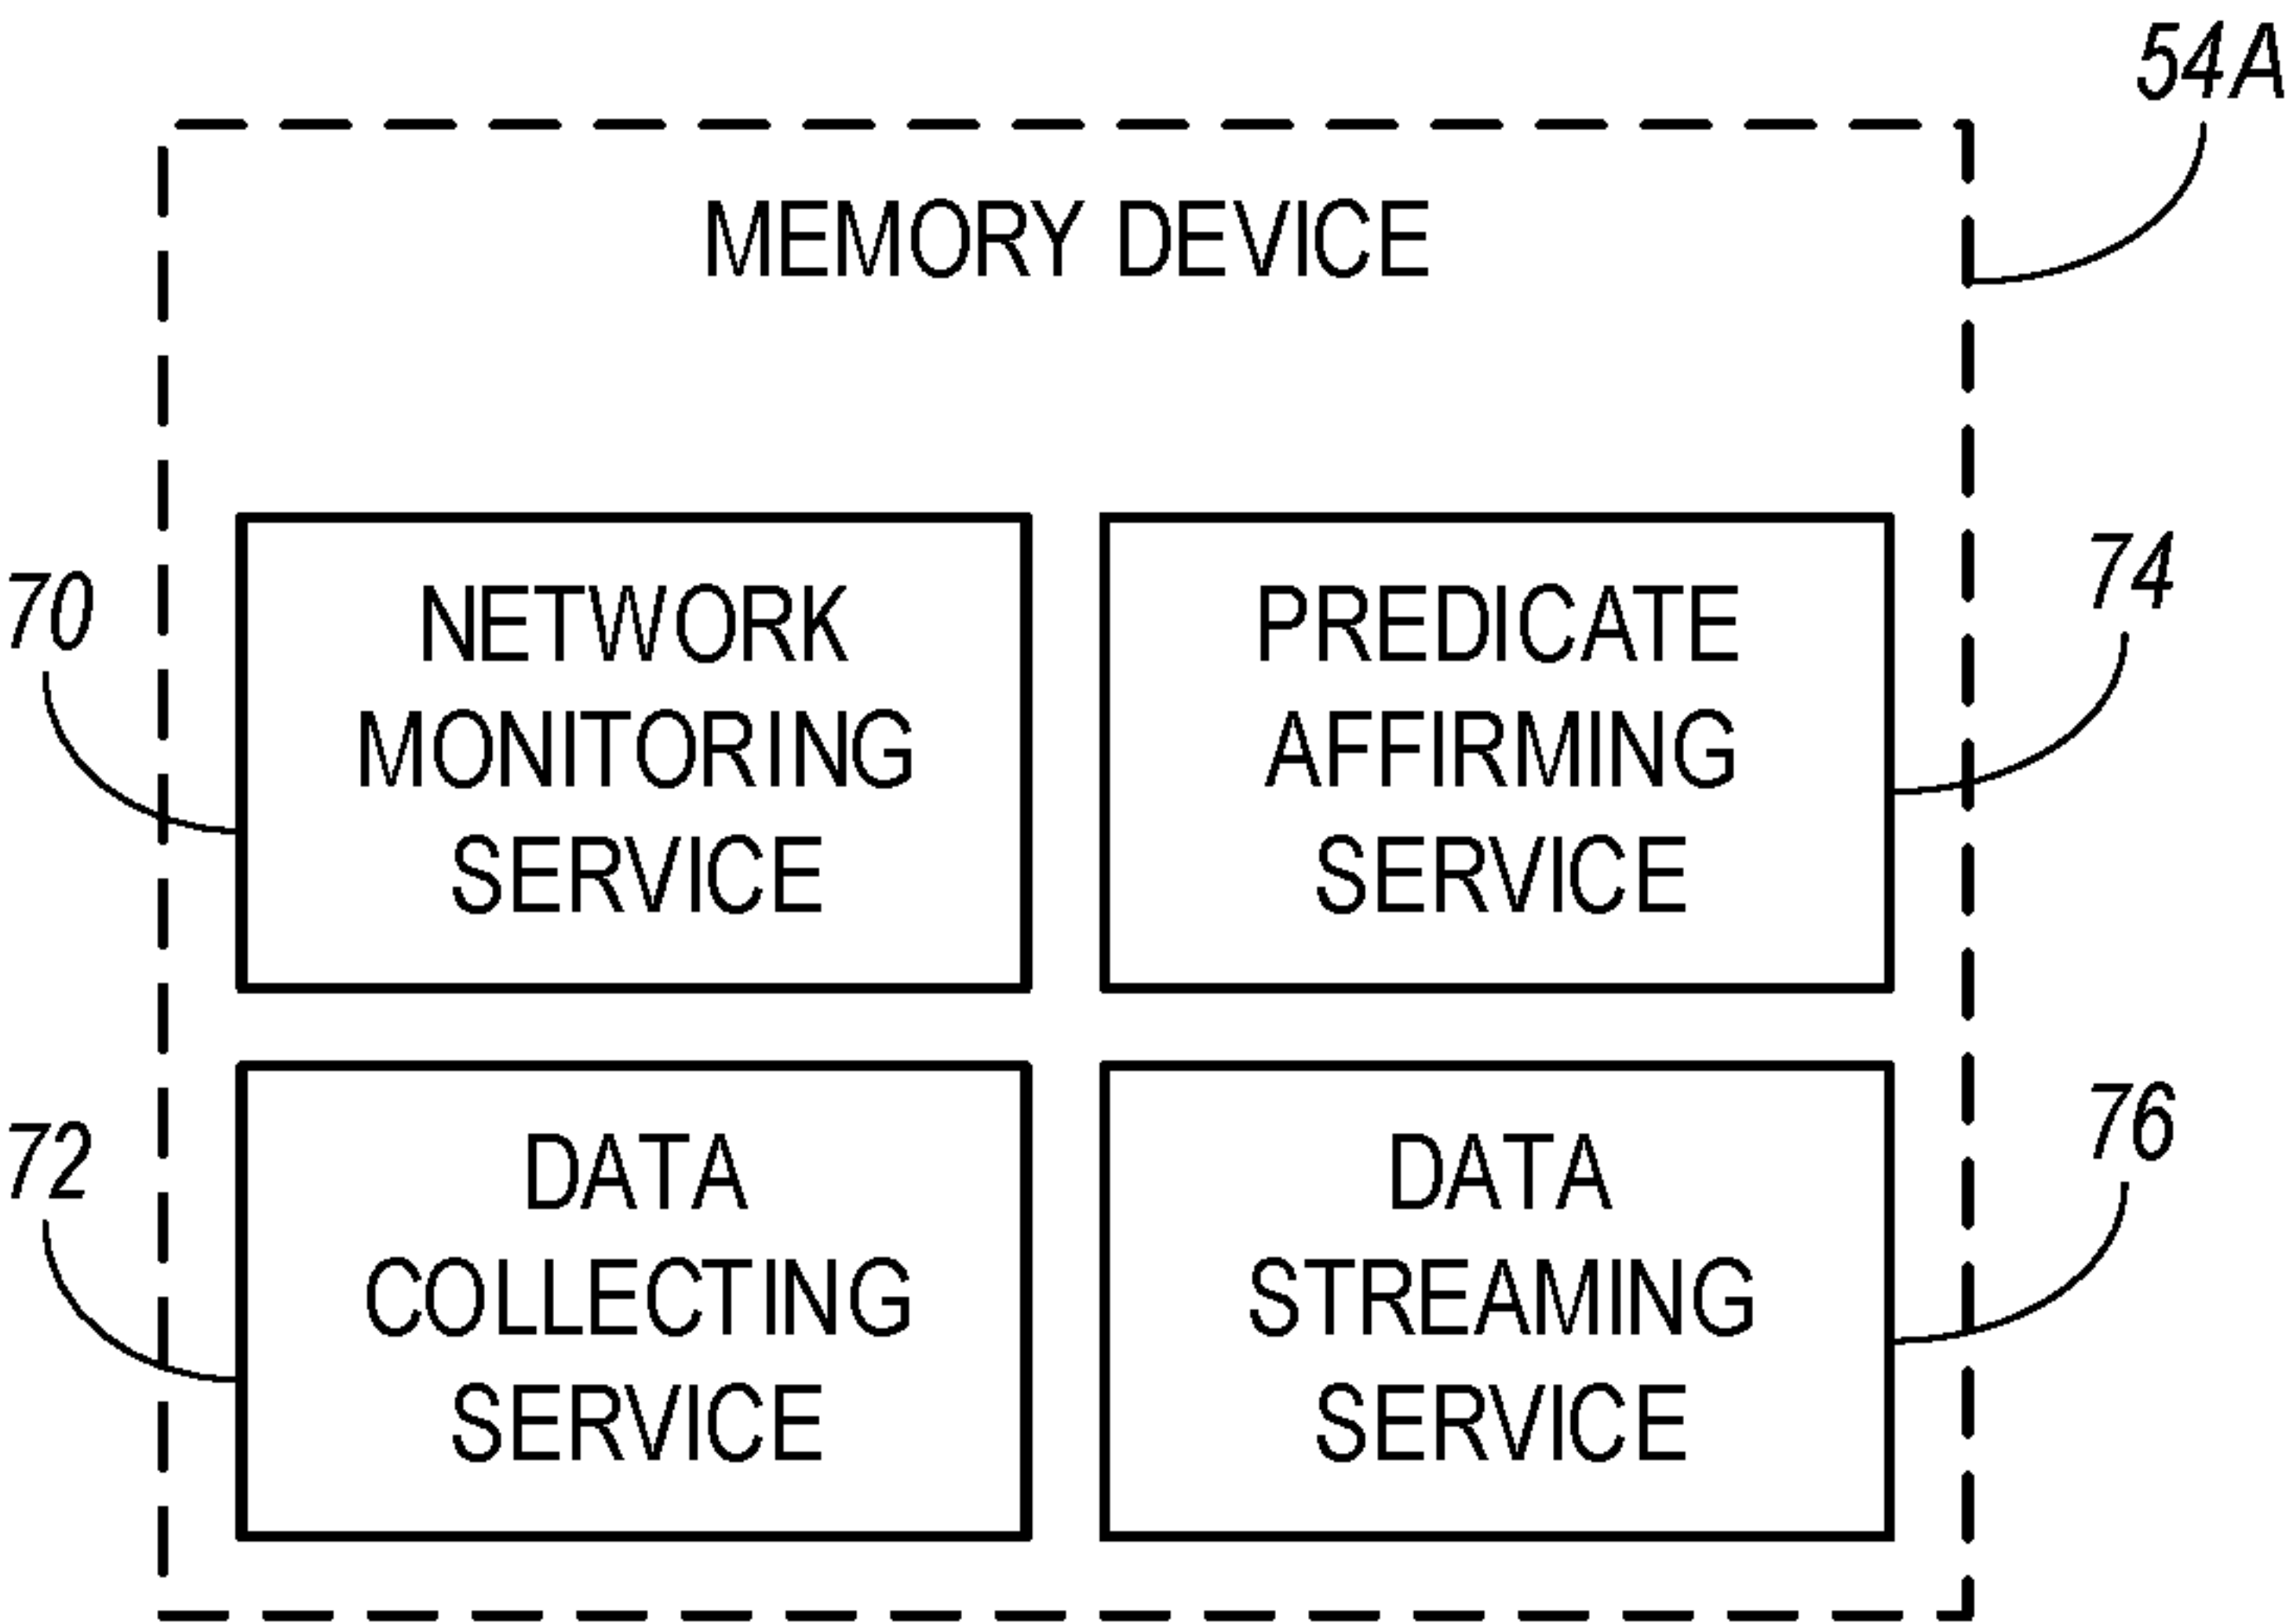 54A
MEMORY DEVICE
70
NETWORK
MONITORING
SERVICE
74
PREDICATE
AFFIRMING
SERVICE
72
DATA
COLLECTING
SERVICE
76
DATA
STREAMING
SERVICE